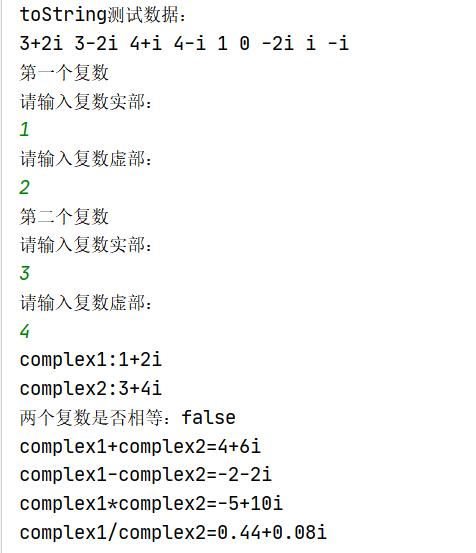 toString测试数据：
3+2i 3-2i 4+i 4-i 1 0 -2i i -i
第一个复数
请输入复数实部：
1
请输入复数虚部：
2
第二个复数
请输入复数实部：
3
请输入复数虚部：
4
complex1:1+2i
complex2:3+4i
两个复数是否相等：false
complex1+complex2=4+6i
complex1-complex2=-2-2i
complex1*complex2=-5+10i
complex1/complex2=0.44+0.08i